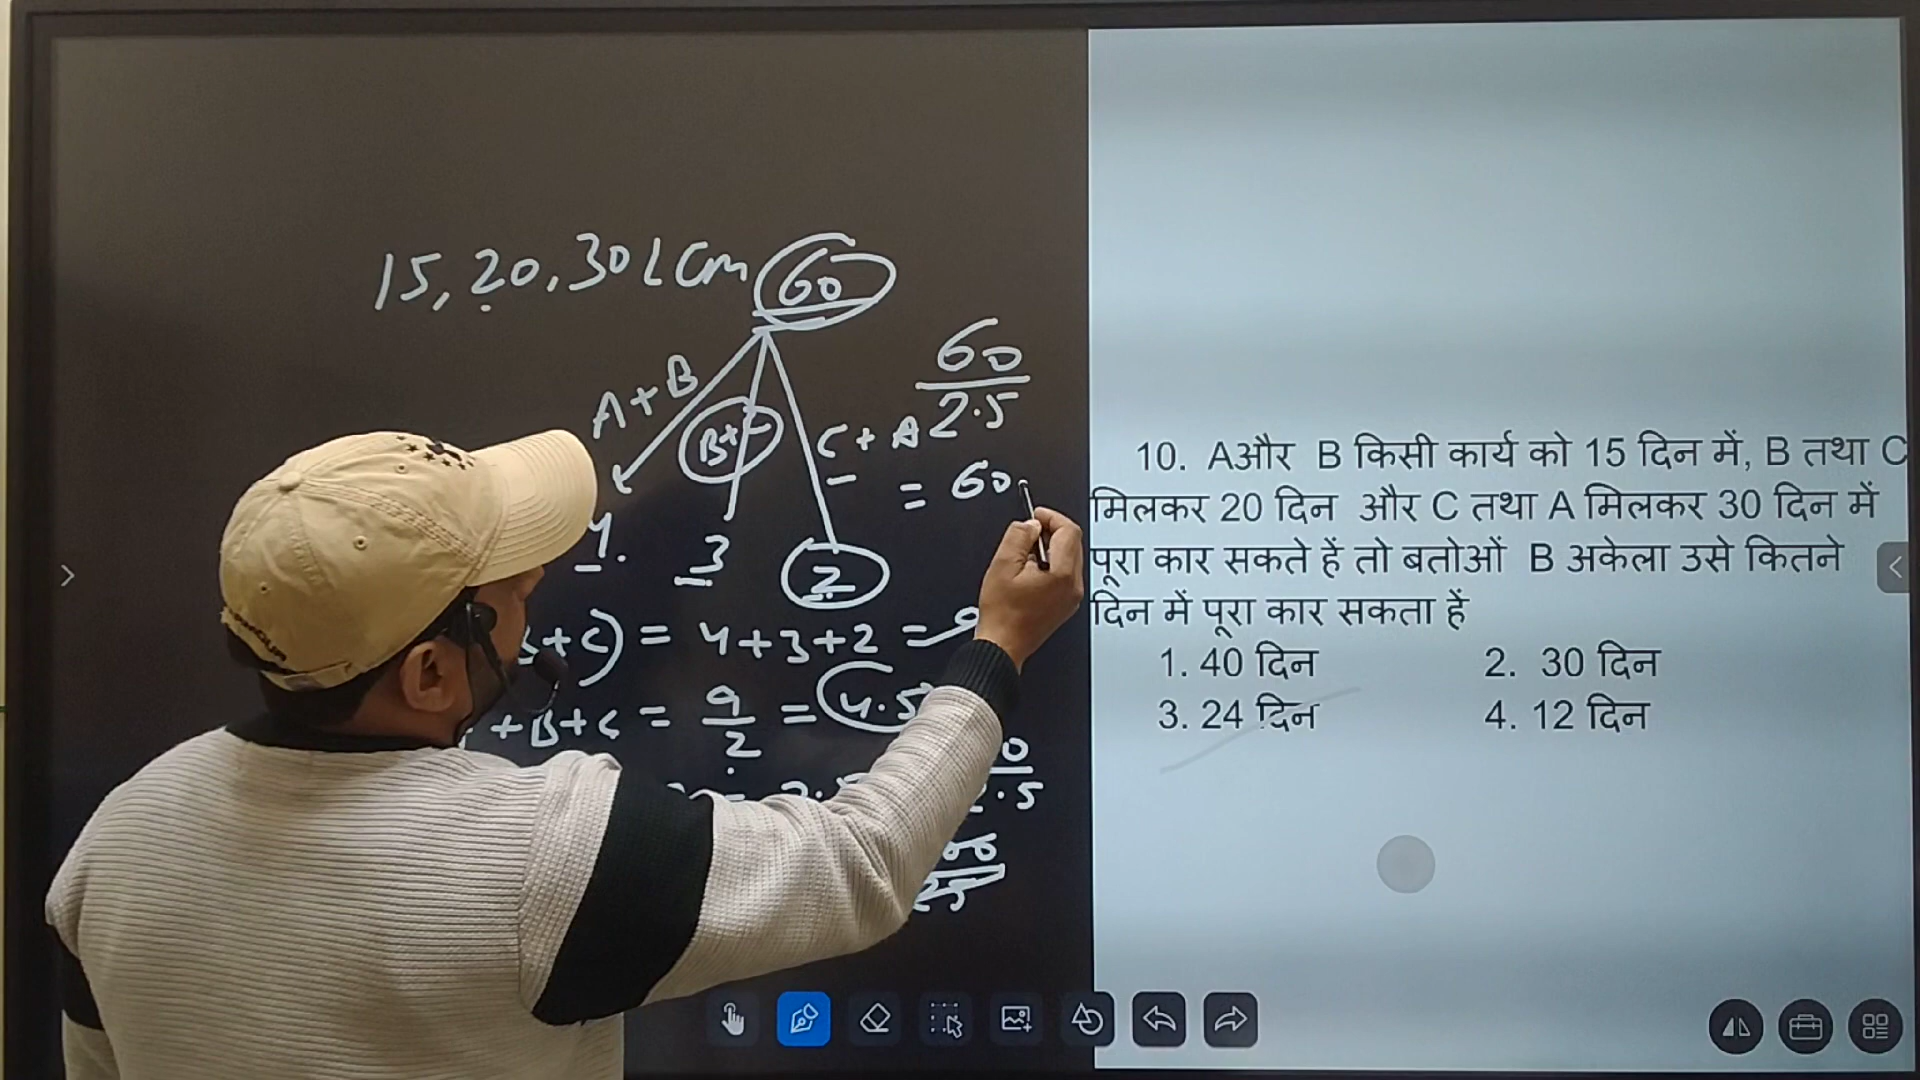 15, 20, 30 LCm 60
60
2.5
A+B
C + A
= 60
4. 3 2
+C) = 4+3+2 =
+B+C = 9/2 = 4.5
10. Aऔर B किसी कार्य को 15 दिन में, B तथा C
मिलकर 20 दिन और C तथा A मिलकर 30 दिन में
पूरा कार सकते हें तो बतोओं B अकेला उसे कितने
दिन में पूरा कार सकता हें
1. 40 दिन 2. 30 दिन
3. 24 दिन 4. 12 दिन